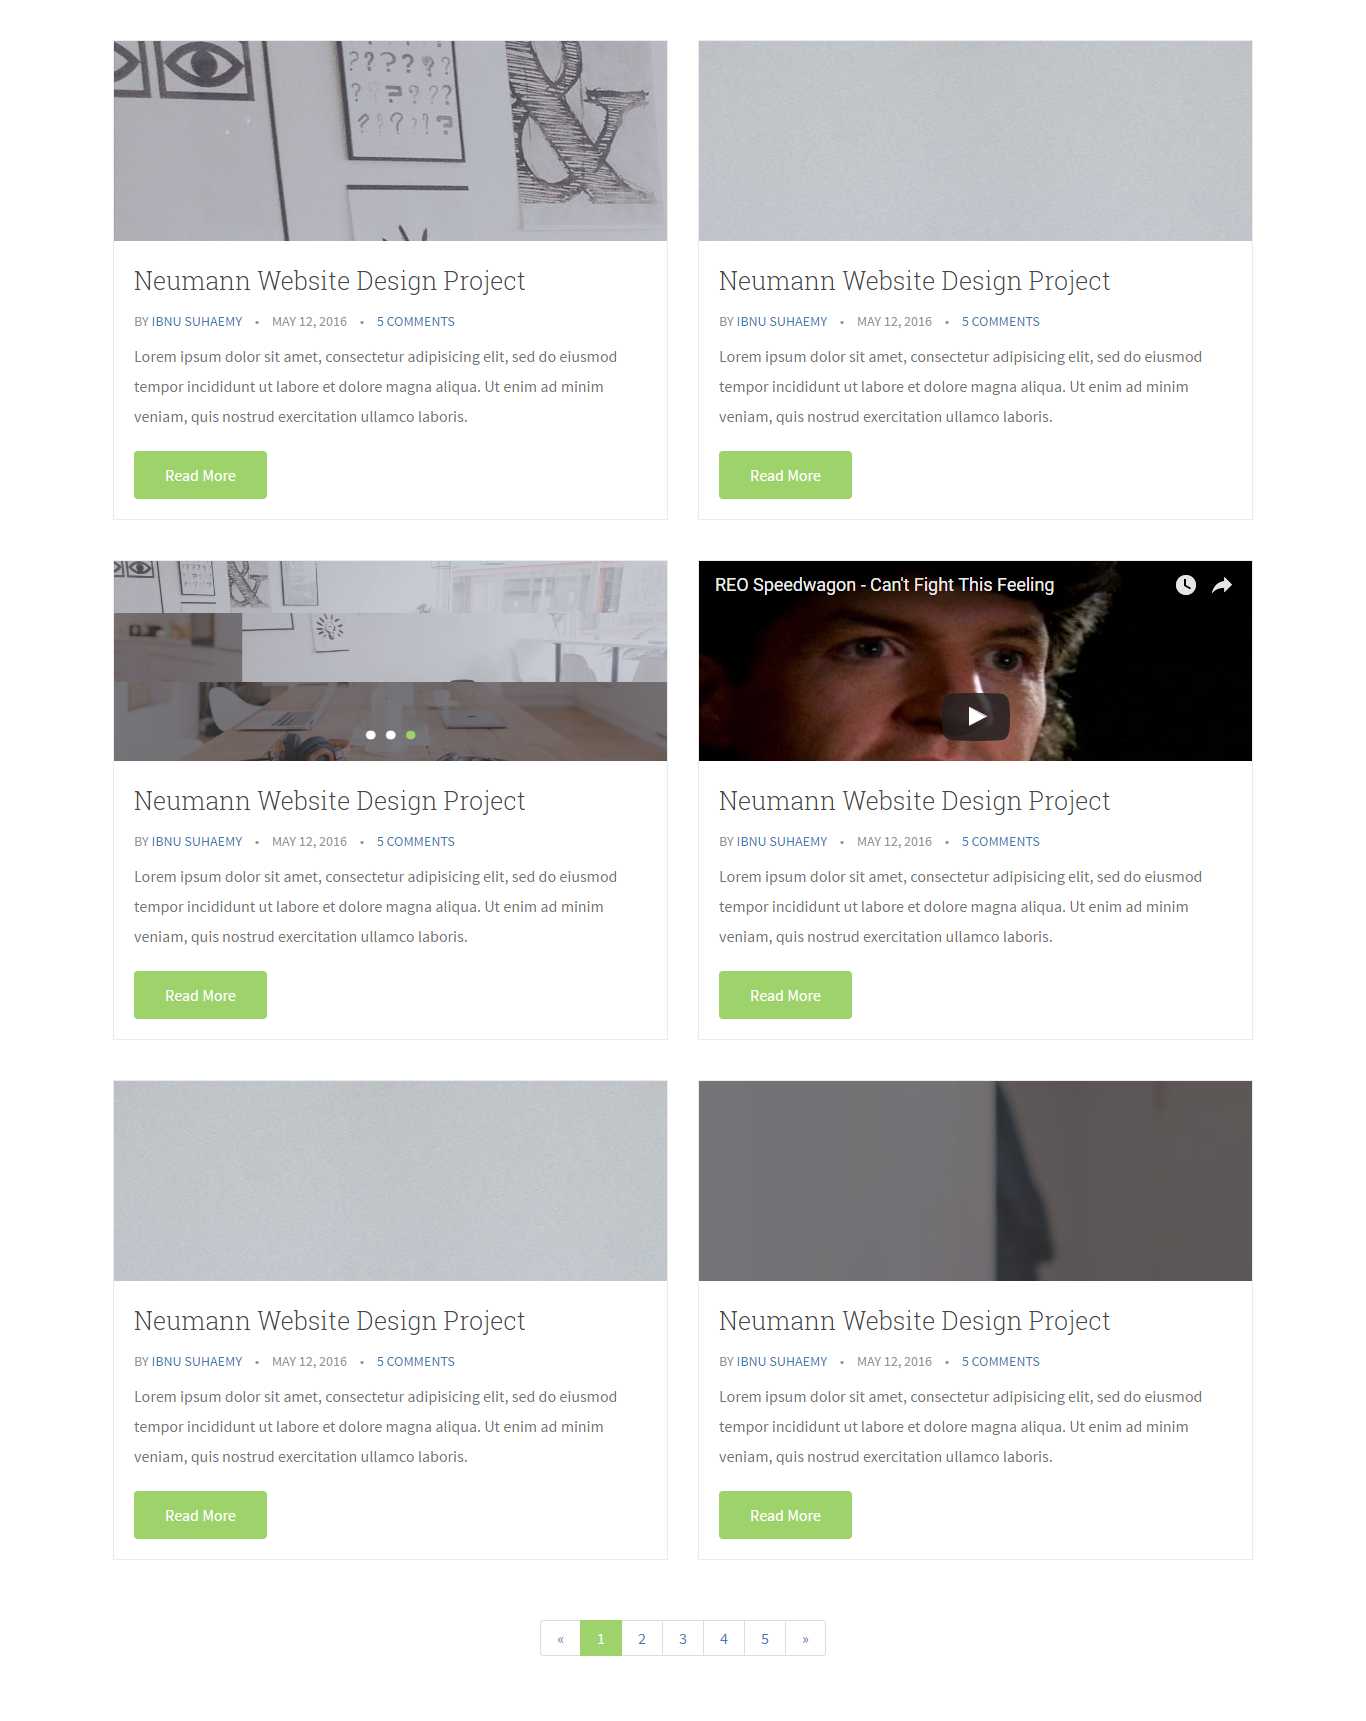 Neumann Website Design Project
BY IBNU SUHAEMY • MAY 12, 2016 • 5 COMMENTS
Lorem ipsum dolor sit amet, consectetur adipisicing elit, sed do eiusmod
tempor incididunt ut labore et dolore magna aliqua. Ut enim ad minim
veniam, quis nostrud exercitation ullamco laboris.
Read More
Neumann Website Design Project
BY IBNU SUHAEMY • MAY 12, 2016 • 5 COMMENTS
Lorem ipsum dolor sit amet, consectetur adipisicing elit, sed do eiusmod
tempor incididunt ut labore et dolore magna aliqua. Ut enim ad minim
veniam, quis nostrud exercitation ullamco laboris.
Read More
Neumann Website Design Project
BY IBNU SUHAEMY • MAY 12, 2016 • 5 COMMENTS
Lorem ipsum dolor sit amet, consectetur adipisicing elit, sed do eiusmod
tempor incididunt ut labore et dolore magna aliqua. Ut enim ad minim
veniam, quis nostrud exercitation ullamco laboris.
Read More
REO Speedwagon - Can't Fight This Feeling
Neumann Website Design Project
BY IBNU SUHAEMY • MAY 12, 2016 • 5 COMMENTS
Lorem ipsum dolor sit amet, consectetur adipisicing elit, sed do eiusmod
tempor incididunt ut labore et dolore magna aliqua. Ut enim ad minim
veniam, quis nostrud exercitation ullamco laboris.
Read More
Neumann Website Design Project
BY IBNU SUHAEMY • MAY 12, 2016 • 5 COMMENTS
Lorem ipsum dolor sit amet, consectetur adipisicing elit, sed do eiusmod
tempor incididunt ut labore et dolore magna aliqua. Ut enim ad minim
veniam, quis nostrud exercitation ullamco laboris.
Read More
Neumann Website Design Project
BY IBNU SUHAEMY • MAY 12, 2016 • 5 COMMENTS
Lorem ipsum dolor sit amet, consectetur adipisicing elit, sed do eiusmod
tempor incididunt ut labore et dolore magna aliqua. Ut enim ad minim
veniam, quis nostrud exercitation ullamco laboris.
Read More
« 1 2 3 4 5 »